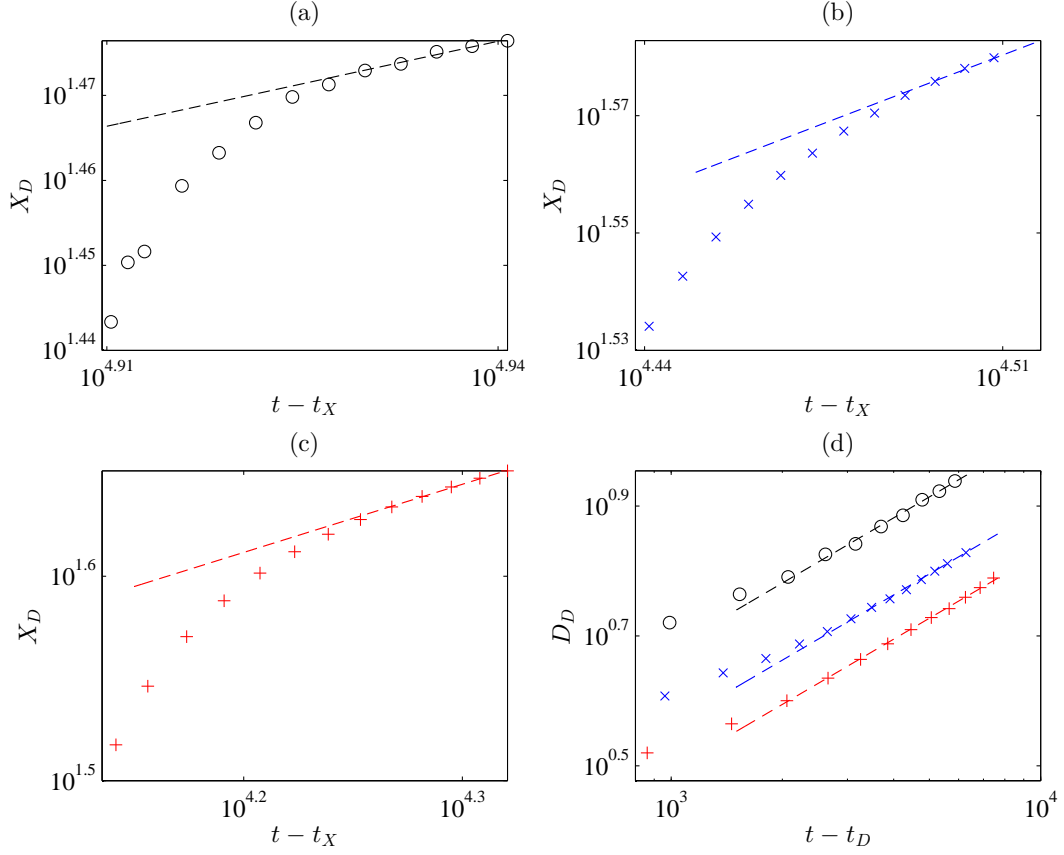 (a)
10^1.47
10^1.46
10^1.45
10^1.44
X_D
10^4.91
10^4.94
t − t_X
(b)
10^1.57
10^1.55
10^1.53
X_D
10^4.44
10^4.51
t − t_X
(c)
10^1.6
10^1.5
X_D
10^4.2
10^4.3
t − t_X
(d)
10^0.9
10^0.7
10^0.5
D_D
10^3
10^4
t − t_D